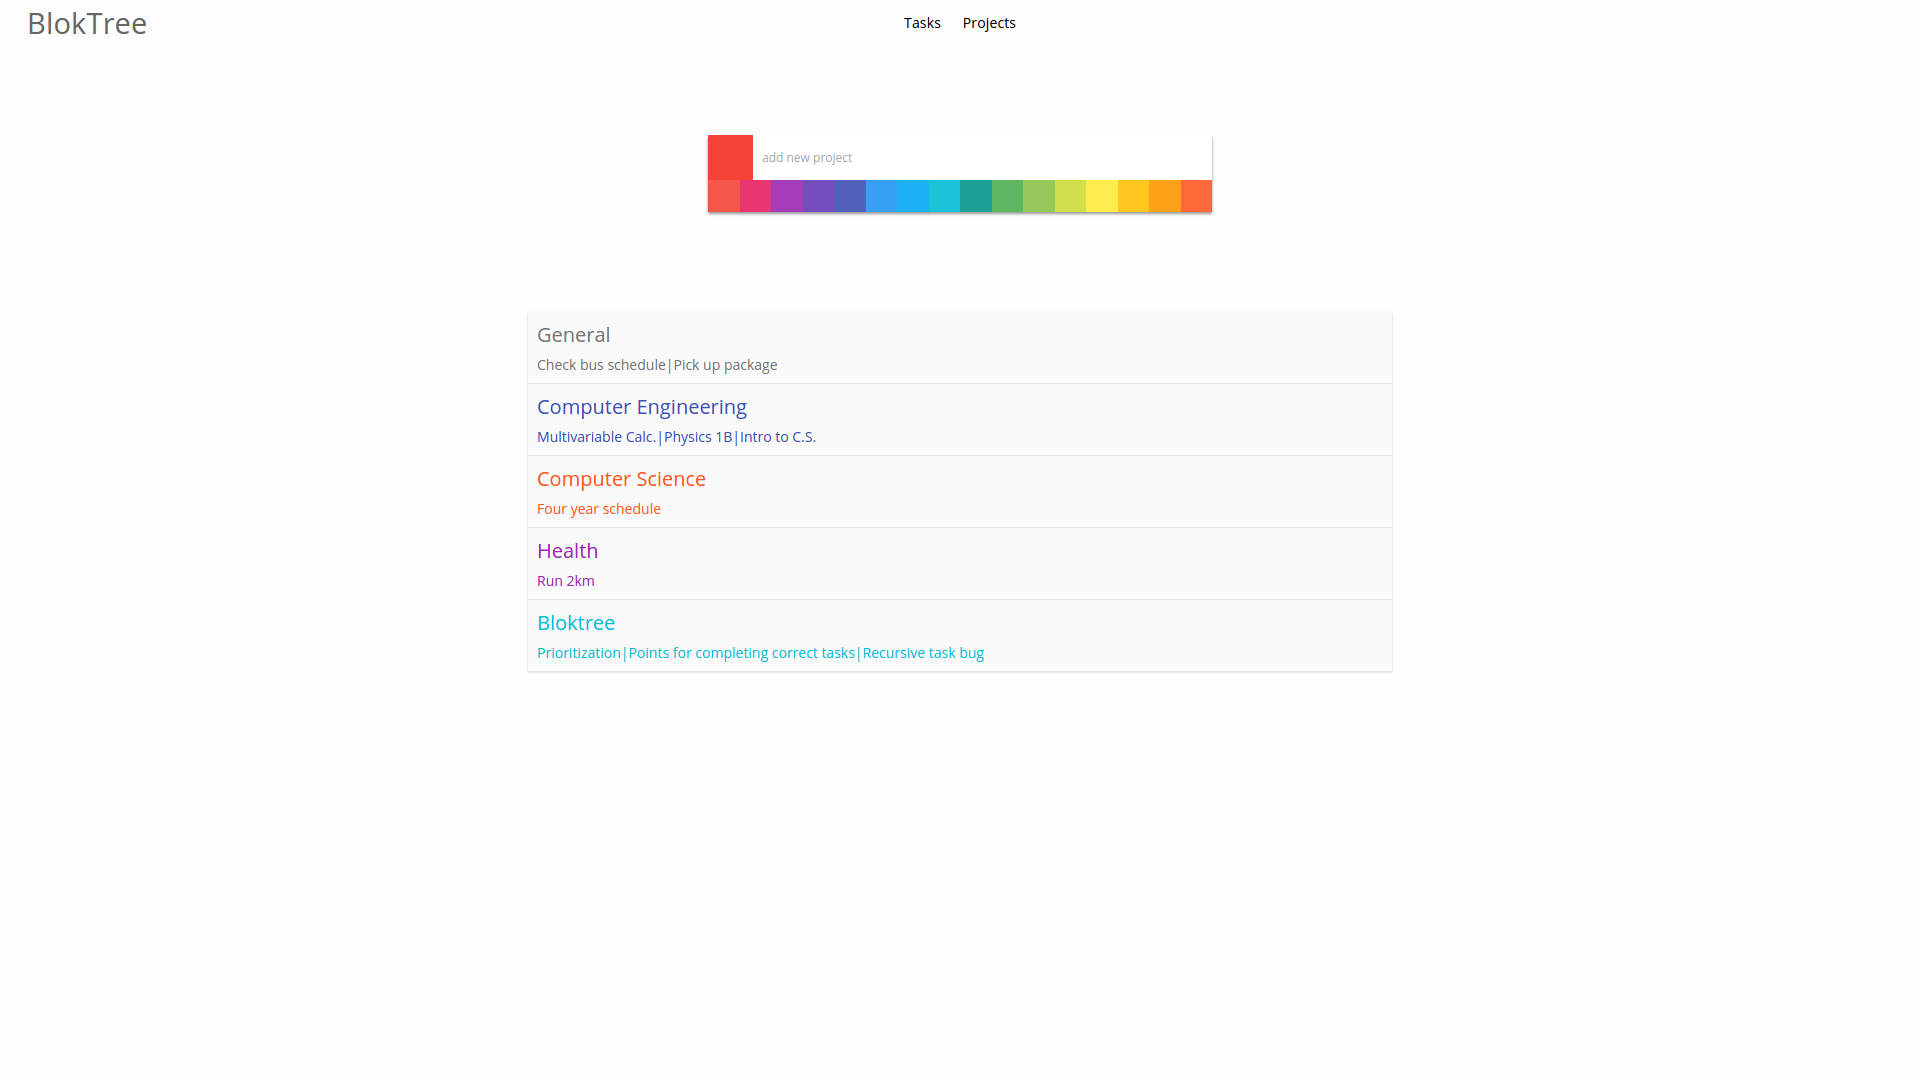 BlokTree
Tasks Projects
add new project
General
Check bus schedule|Pick up package
Computer Engineering
Multivariable Calc.|Physics 1B|Intro to C.S.
Computer Science
Four year schedule
Health
Run 2km
Bloktree
Prioritization|Points for completing correct tasks|Recursive task bug